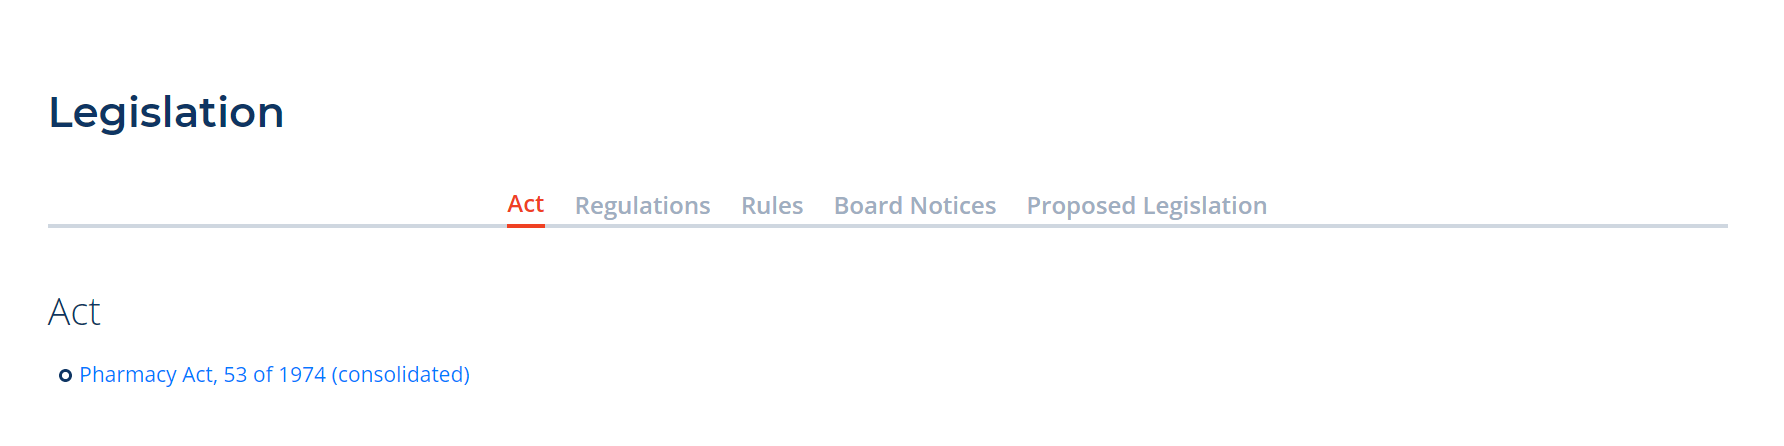 Legislation
Act Regulations Rules Board Notices Proposed Legislation
Act
Pharmacy Act, 53 of 1974 (consolidated)